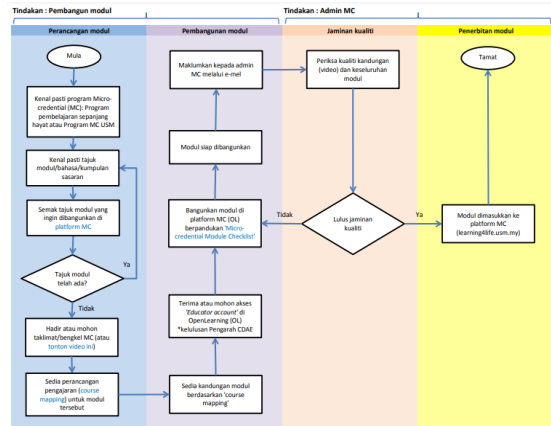 Tindakan : Pembangun modul
Tindakan : Admin MC
Perancangan modul
Pembangunan modul
Jaminan kualiti
Penerbitan modul
Mula
Kenal pasti program Micro-
credential (MC): Program
pembelajaran sepanjang
hayat atau Program MC USM
Kenal pasti tajuk
modul/bahasa/kumpulan
sasaran
Semak tajuk modul yang
ingin dibangunkan di
platform MC
Tajuk modul
telah ada?
Ya
Tidak
Hadir atau mohon
taklimat/bengkel MC (atau
tonton video ini)
Sedia perancangan
pengajaran (course
mapping) untuk modul
tersebut
Maklumkan kepada admin
MC melalui e-mel
Modul siap dibangunkan
Bangunkan modul di
platform MC (OL)
berpandukan 'Micro-
credential Module Checklist'
Terima atau mohon akses
'Educator account' di
OpenLearning (OL)
*kelulusan Pengarah CDAE
Sedia kandungan modul
berdasarkan 'course
mapping'
Periksa kualiti kandungan
(video) dan keseluruhan
modul
Tidak
Lulus jaminan
kualiti
Ya
Tamat
Modul dimasukkan ke
platform MC
(learning4life.usm.my)